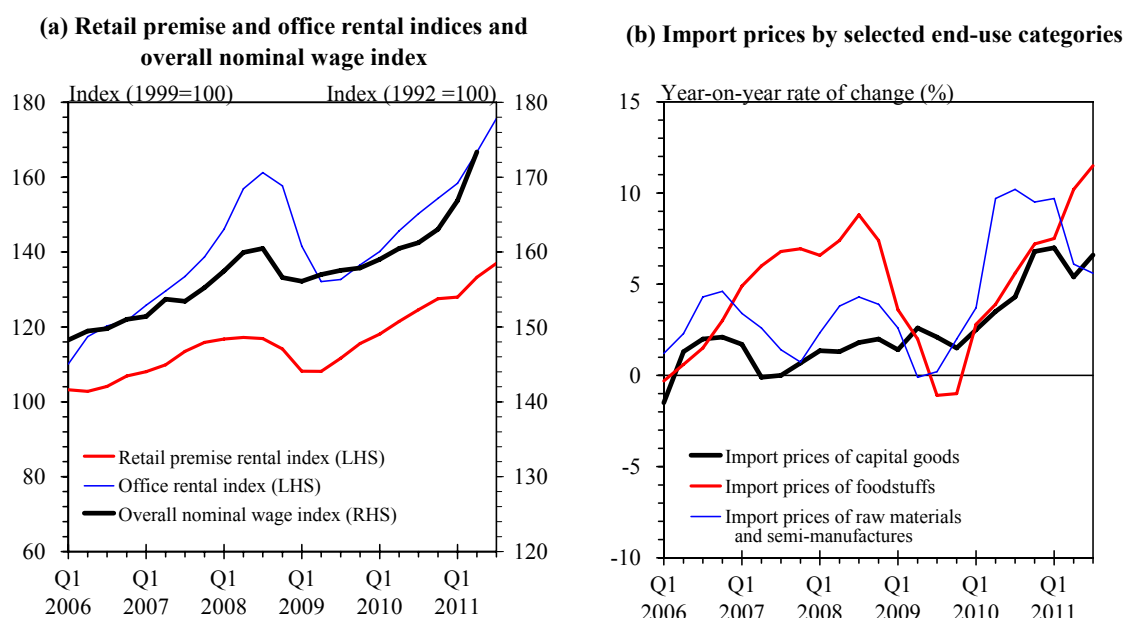 (a) Retail premise and office rental indices and
overall nominal wage index
Index (1999=100) Index (1992 =100)
180 180
160 170
140 160
120 150
100 140
80 130
60 120
Retail premise rental index (LHS)
Office rental index (LHS)
Overall nominal wage index (RHS)
Q1 Q1 Q1 Q1 Q1 Q1
2006 2007 2008 2009 2010 2011
(b) Import prices by selected end-use categories
Year-on-year rate of change (%)
15
10
5
0
-5
-10
Import prices of capital goods
Import prices of foodstuffs
Import prices of raw materials
and semi-manufactures
Q1 Q1 Q1 Q1 Q1 Q1
2006 2007 2008 2009 2010 2011